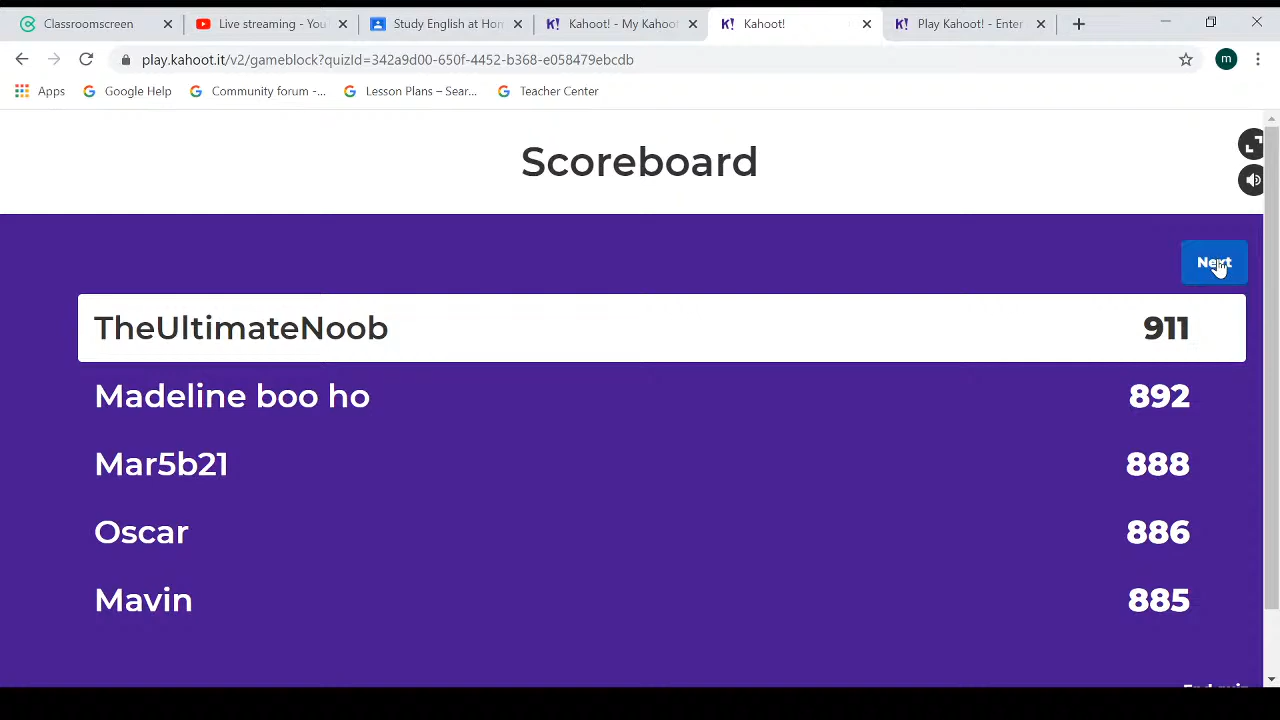 Classroomscreen
Live streaming - You
Study English at Hon
K! Kahoot! - My Kahoot
K! Kahoot!
K! Play Kahoot! - Enter
play.kahoot.it/v2/gameblock?quizId=342a9d00-650f-4452-b368-e058479ebcdb
m
Apps
Google Help
Community forum -...
Lesson Plans – Sear...
Teacher Center
Scoreboard
Next
TheUltimateNoob 911
Madeline boo ho 892
Mar5b21 888
Oscar 886
Mavin 885
End quiz